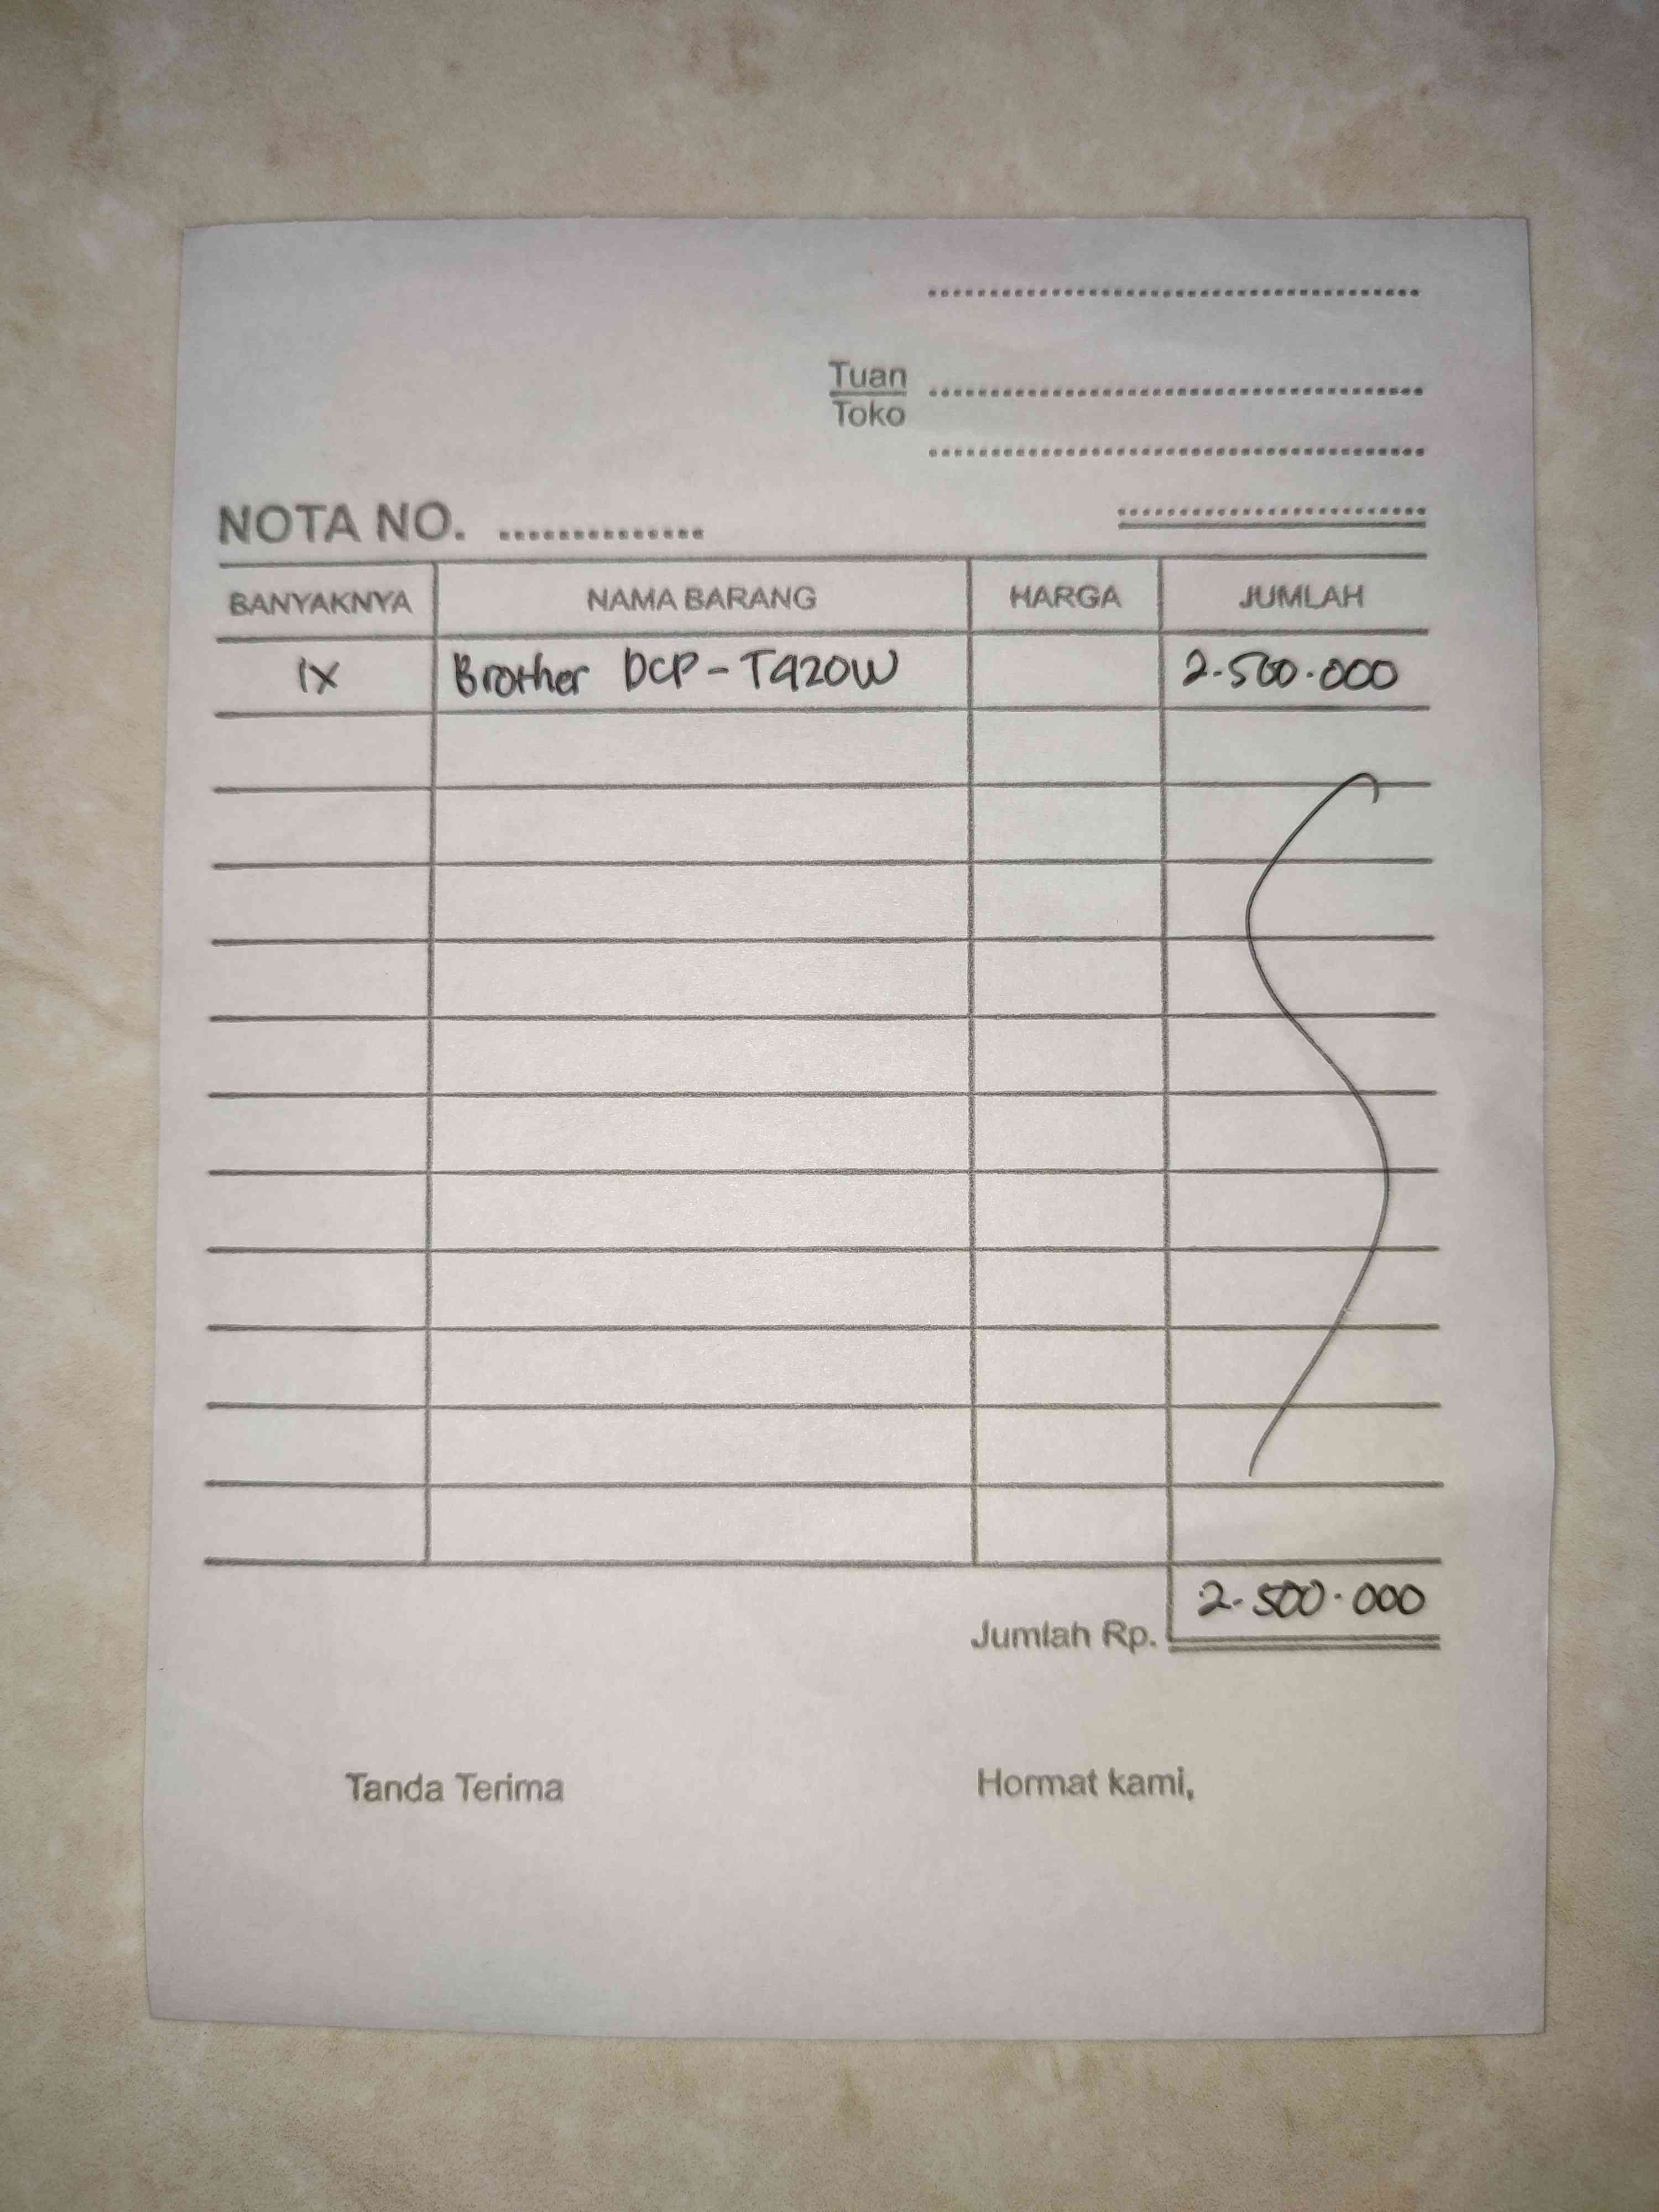 Tuan
Toko
NOTA NO. ..............
BANYAKNYA NAMA BARANG HARGA JUMLAH
1x Brother DCP-T920W 2.500.000
Jumlah Rp. 2.500.000
Tanda Terima Hormat kami,